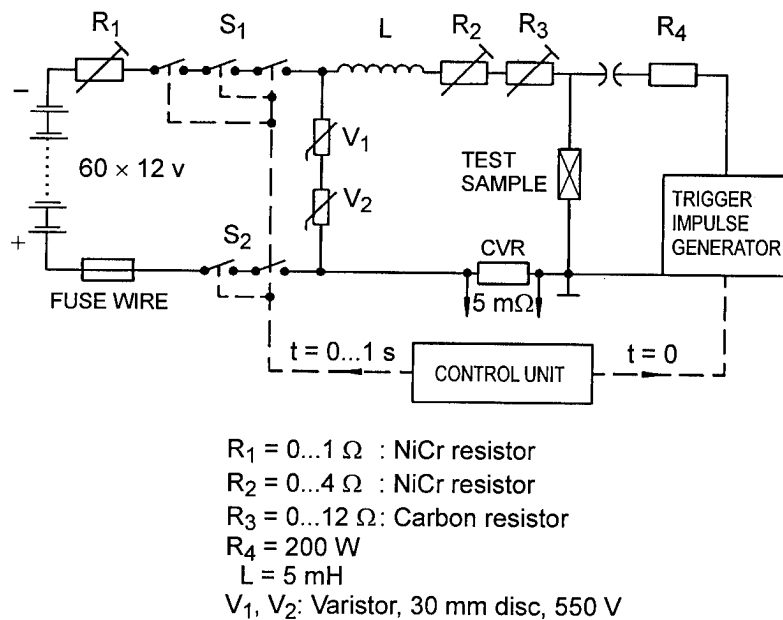 R1
S1
L
R2
R3
R4
−
60 × 12 v
+
V1
V2
TEST
SAMPLE
TRIGGER
IMPULSE
GENERATOR
S2
CVR
FUSE WIRE
5 mΩ
t = 0...1 s
CONTROL UNIT
t = 0
R1 = 0...1 Ω : NiCr resistor
R2 = 0...4 Ω : NiCr resistor
R3 = 0...12 Ω : Carbon resistor
R4 = 200 W
L = 5 mH
V1, V2: Varistor, 30 mm disc, 550 V